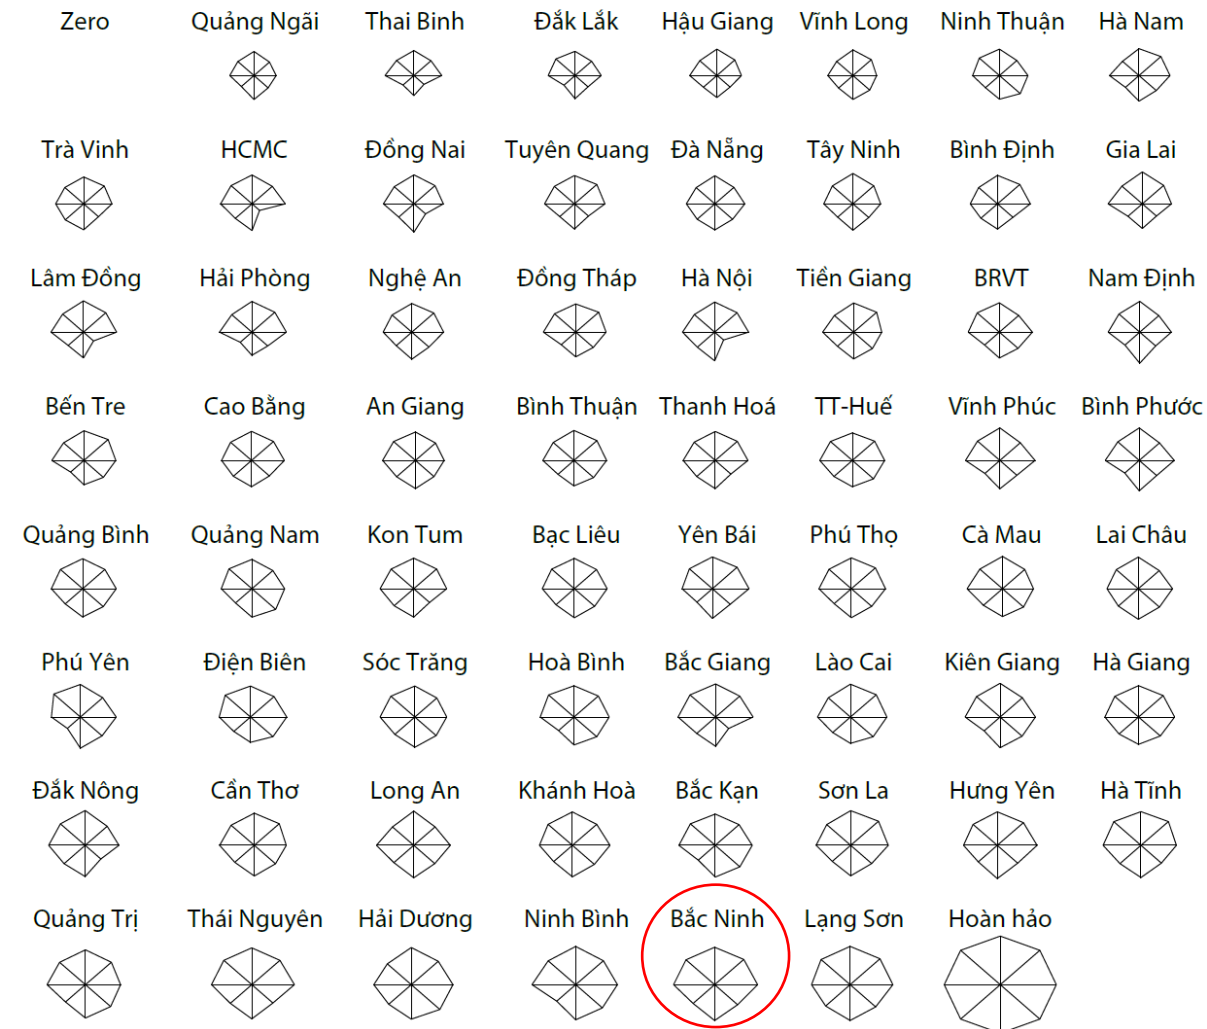 Zero Quảng Ngãi Thai Binh Đắk Lắk Hậu Giang Vĩnh Long Ninh Thuận Hà Nam
Trà Vinh HCMC Đồng Nai Tuyên Quang Đà Nẵng Tây Ninh Bình Định Gia Lai
Lâm Đồng Hải Phòng Nghệ An Đồng Tháp Hà Nội Tiền Giang BRVT Nam Định
Bến Tre Cao Bằng An Giang Bình Thuận Thanh Hoá TT-Huế Vĩnh Phúc Bình Phước
Quảng Bình Quảng Nam Kon Tum Bạc Liêu Yên Bái Phú Thọ Cà Mau Lai Châu
Phú Yên Điện Biên Sóc Trăng Hoà Bình Bắc Giang Lào Cai Kiên Giang Hà Giang
Đắk Nông Cần Thơ Long An Khánh Hoà Bắc Kạn Sơn La Hưng Yên Hà Tĩnh
Quảng Trị Thái Nguyên Hải Dương Ninh Bình Bắc Ninh Lạng Sơn Hoàn hảo